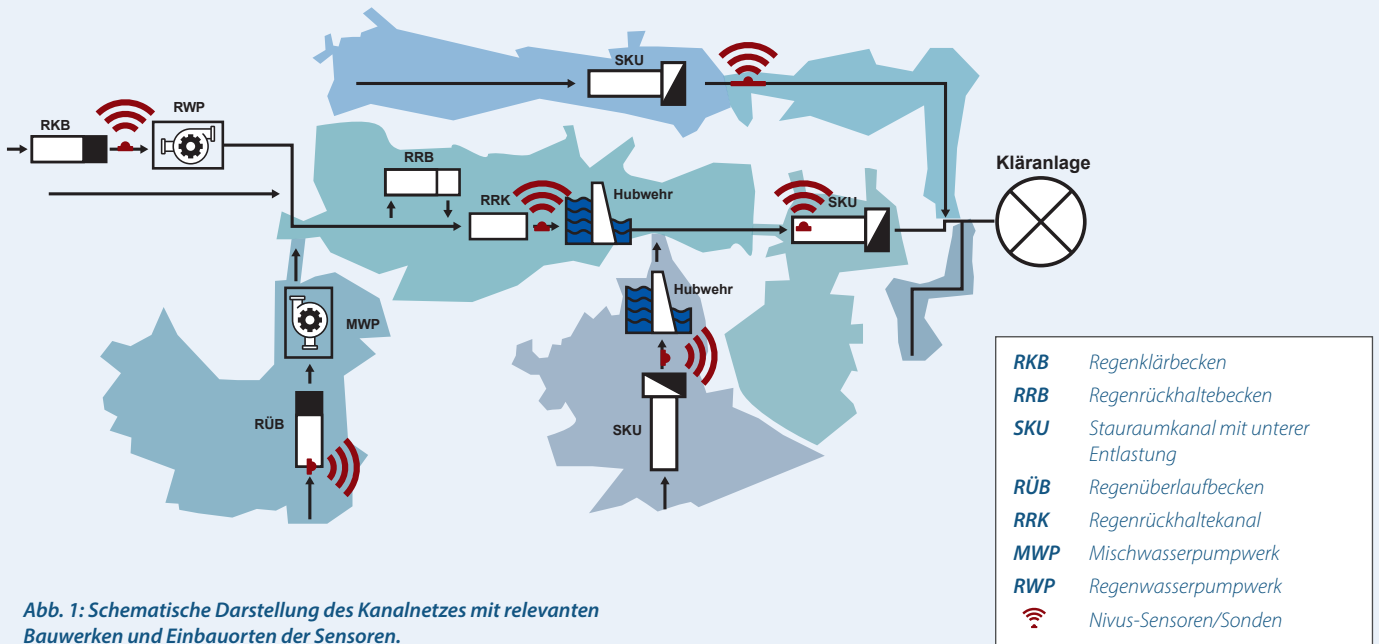 SKU
RWP
RKB
RRB
Kläranlage
RRK
Hubwehr
SKU
Hubwehr
MWP
RÜB
SKU
RKB Regenklärbecken
RRB Regenrückhaltebecken
SKU Stauraumkanal mit unterer
Entlastung
RÜB Regenüberlaufbecken
RRK Regenrückhaltekanal
MWP Mischwasserpumpwerk
RWP Regenwasserpumpwerk
Nivus-Sensoren/Sonden
Abb. 1: Schematische Darstellung des Kanalnetzes mit relevanten
Bauwerken und Einbauorten der Sensoren.